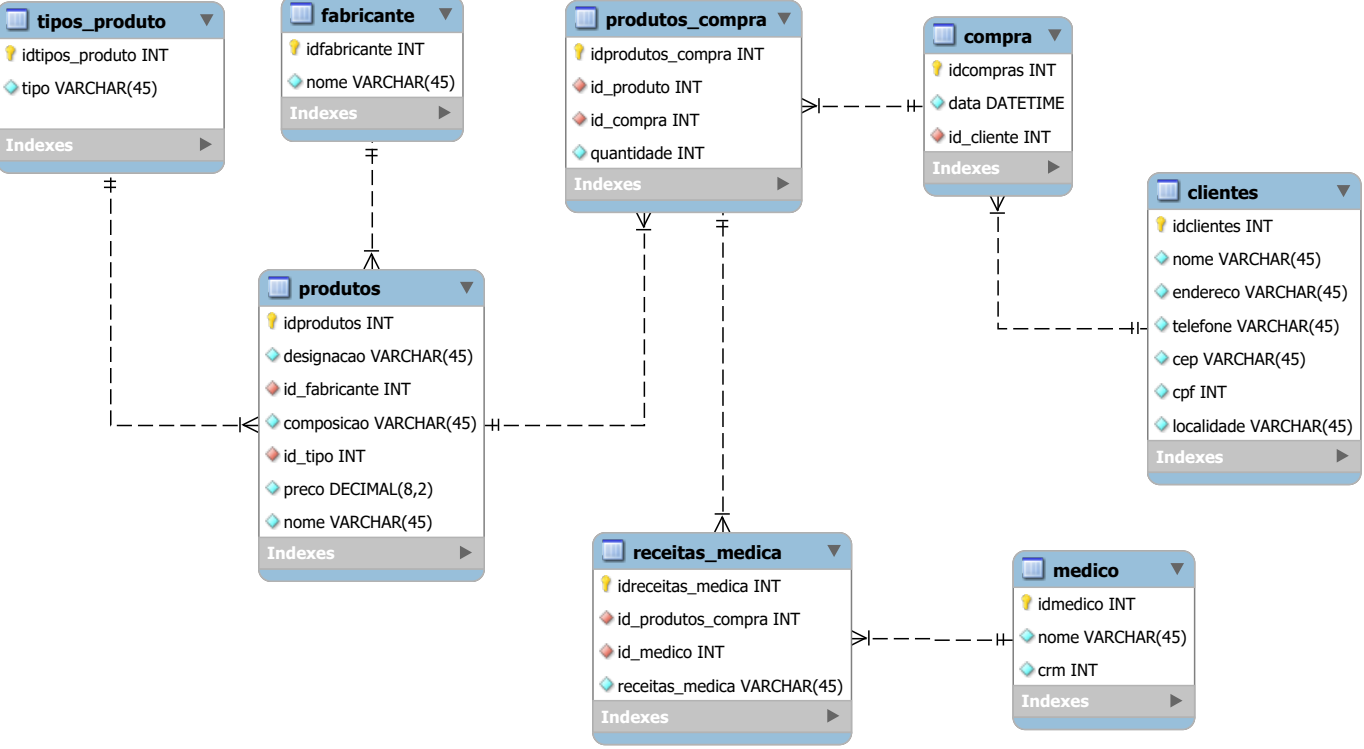 tipos_produto
idtipos_produto INT
tipo VARCHAR(45)
Indexes
fabricante
idfabricante INT
nome VARCHAR(45)
Indexes
produtos_compra
idprodutos_compra INT
id_produto INT
id_compra INT
quantidade INT
Indexes
compra
idcompras INT
data DATETIME
id_cliente INT
Indexes
clientes
idclientes INT
nome VARCHAR(45)
endereco VARCHAR(45)
telefone VARCHAR(45)
cep VARCHAR(45)
cpf INT
localidade VARCHAR(45)
Indexes
produtos
idprodutos INT
designacao VARCHAR(45)
id_fabricante INT
composicao VARCHAR(45)
id_tipo INT
preco DECIMAL(8,2)
nome VARCHAR(45)
Indexes
receitas_medica
idreceitas_medica INT
id_produtos_compra INT
id_medico INT
receitas_medica VARCHAR(45)
Indexes
medico
idmedico INT
nome VARCHAR(45)
crm INT
Indexes